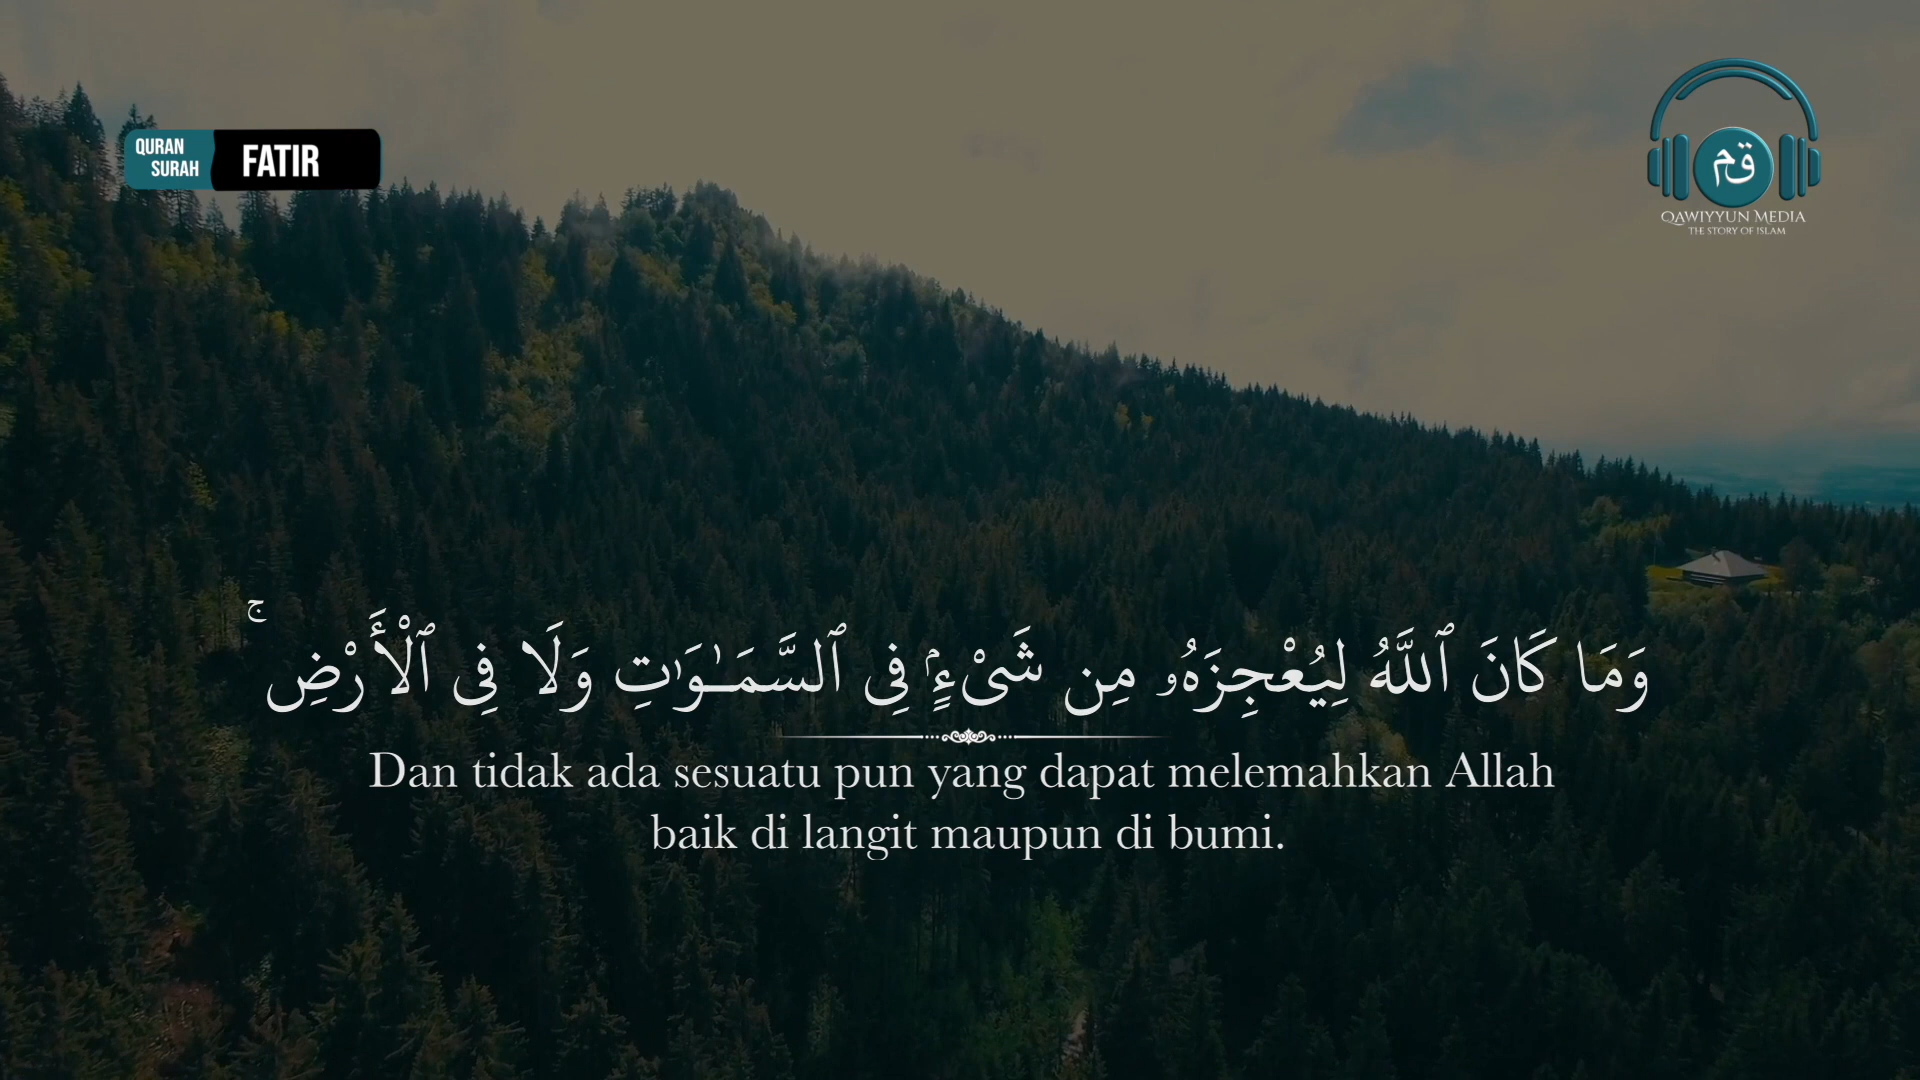 QURAN
SURAH
FATIR
قم
QAWIYYUN MEDIA
THE STORY OF ISLAM
وَمَا كَانَ ٱللَّهُ لِيُعْجِزَهُۥ مِن شَىْءٍۢ فِى ٱلسَّمَـٰوَٰتِ وَلَا فِى ٱلْأَرْضِ ۚ
Dan tidak ada sesuatu pun yang dapat melemahkan Allah
baik di langit maupun di bumi.